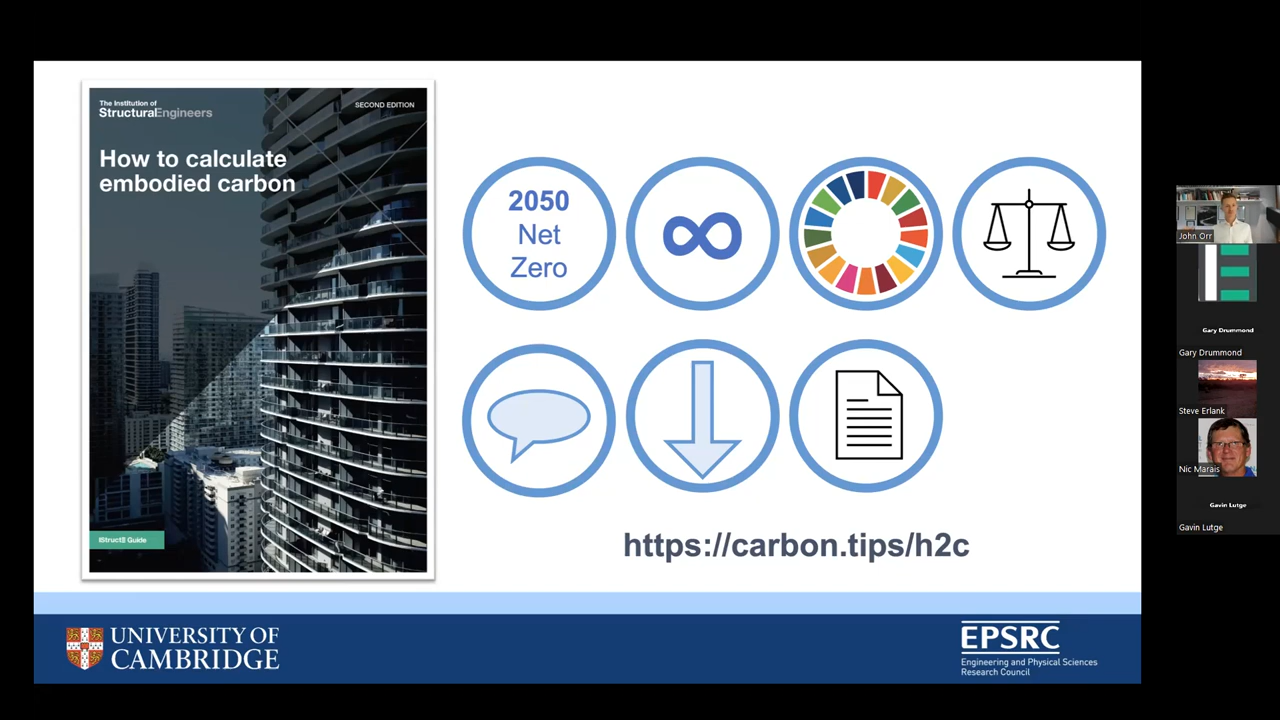 The Institution of
StructuralEngineers
SECOND EDITION
How to calculate
embodied carbon
IStructE Guide
2050
Net
Zero
https://carbon.tips/h2c
UNIVERSITY OF
CAMBRIDGE
EPSRC
Engineering and Physical Sciences
Research Council
John Orr
Gary Drummond
Gary Drummond
Steve Erlank
Nic Marais
Gavin Lutge
Gavin Lutge